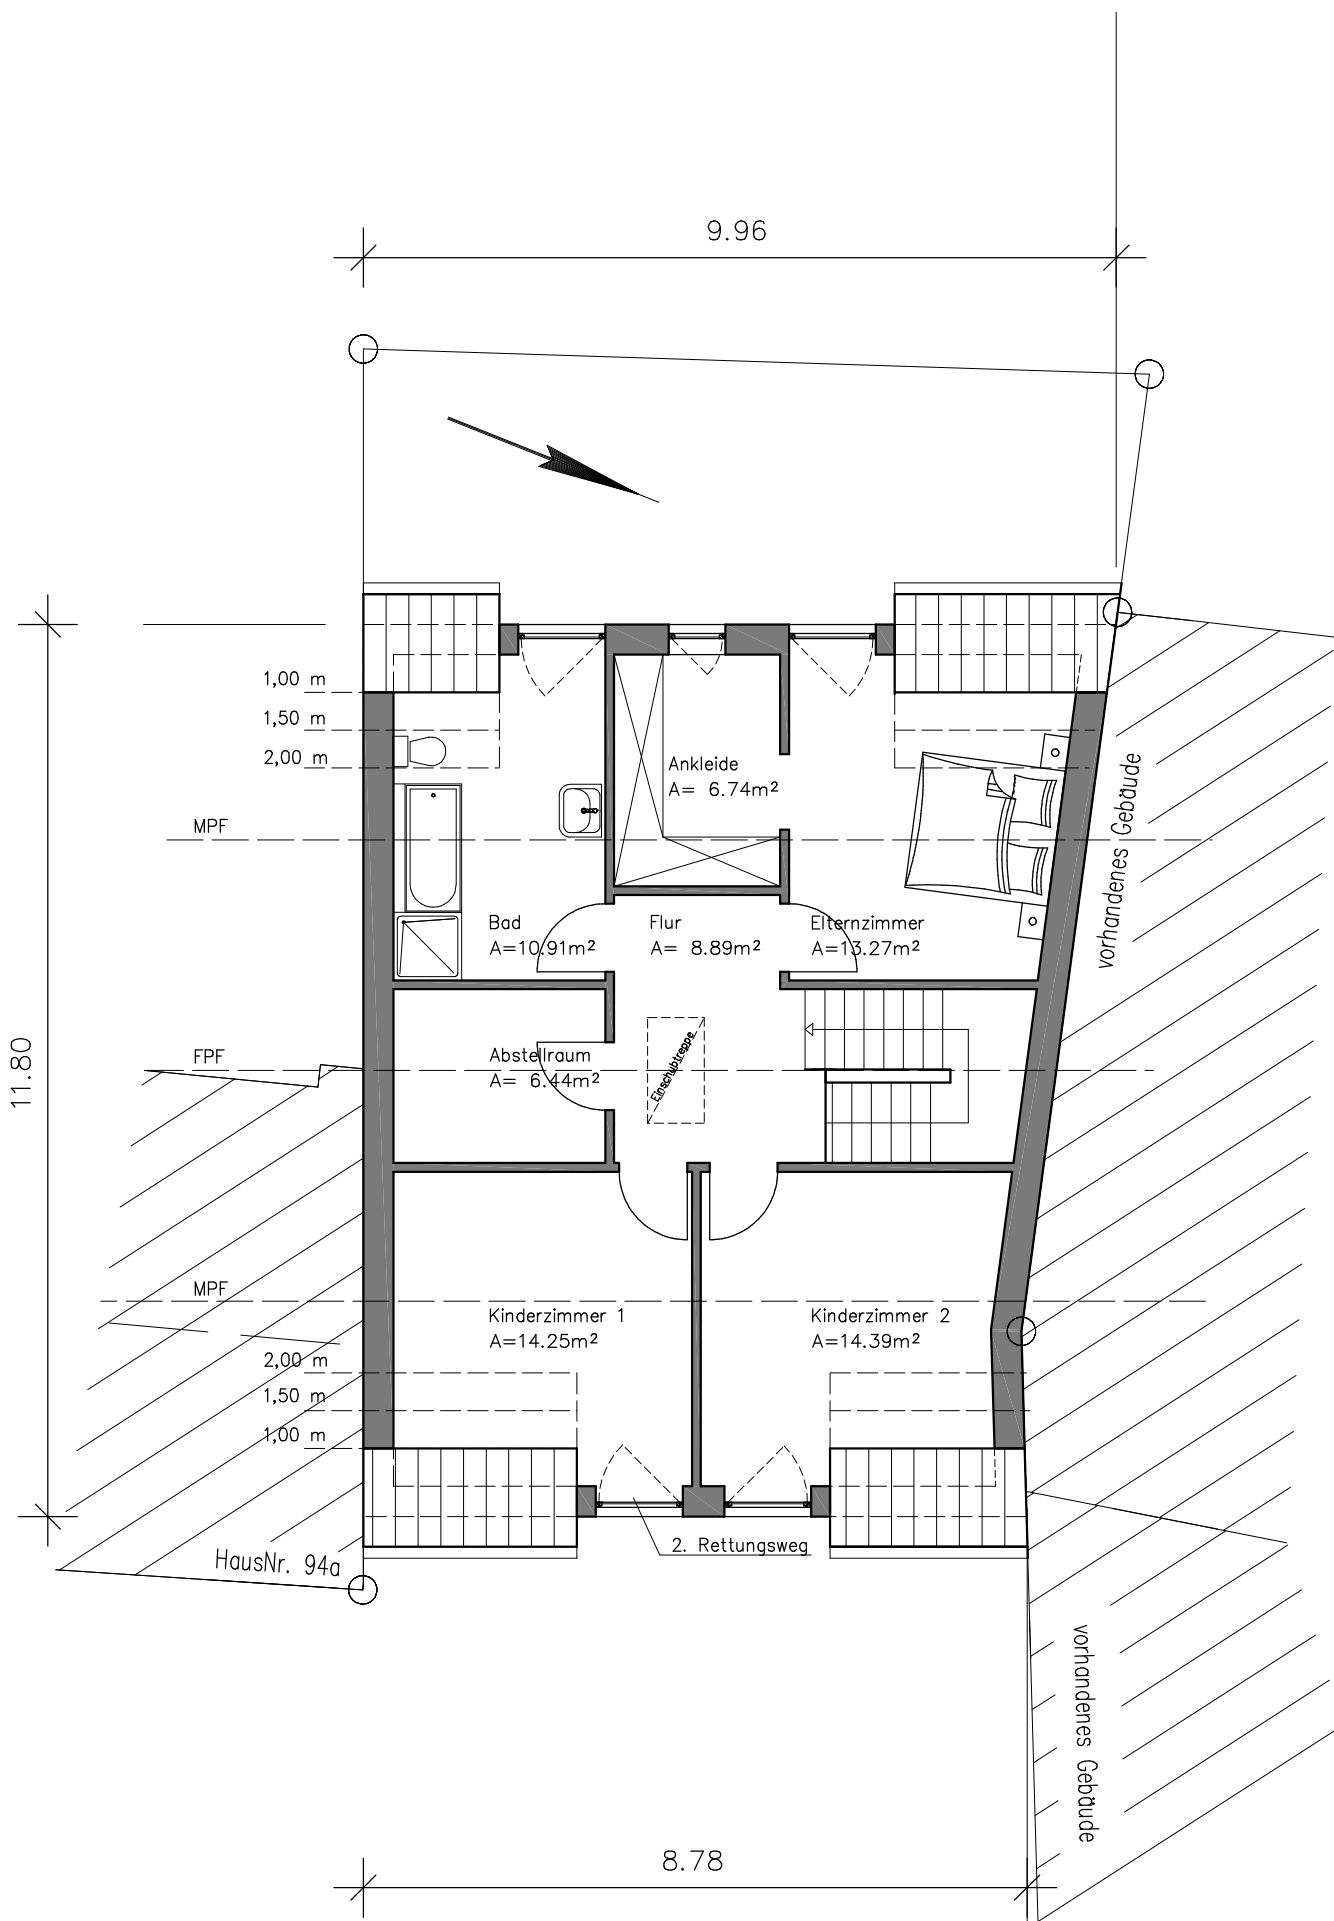 9.96
1,00 m
1,50 m
2,00 m
Ankleide
A= 6.74m²
vorhandenes Gebäude
MPF
Bad
A=10.91m²
Flur
A= 8.89m²
Elternzimmer
A=13.27m²
11.80
FPF
Abstellraum
A= 6.44m²
Einschubtreppe
MPF
Kinderzimmer 1
A=14.25m²
Kinderzimmer 2
A=14.39m²
2,00 m
1,50 m
1,00 m
2. Rettungsweg
HausNr. 94a
vorhandenes Gebäude
8.78